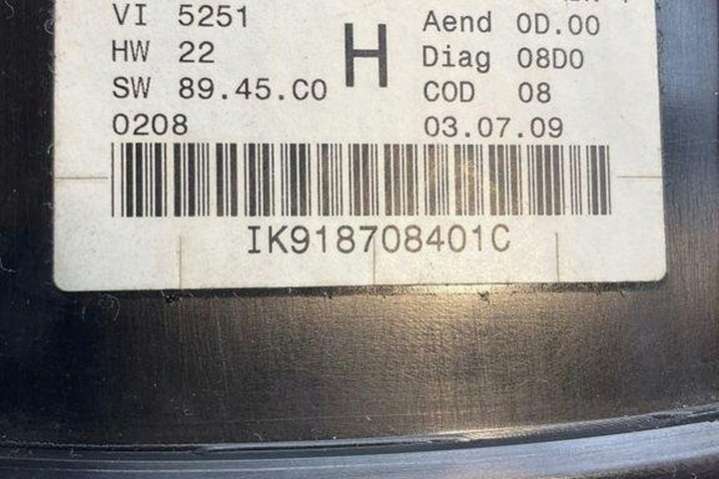 VI 5251 Aend 0D.00
HW 22 H Diag 08D0
SW 89.45.C0 COD 08
0208 03.07.09
IK918708401C